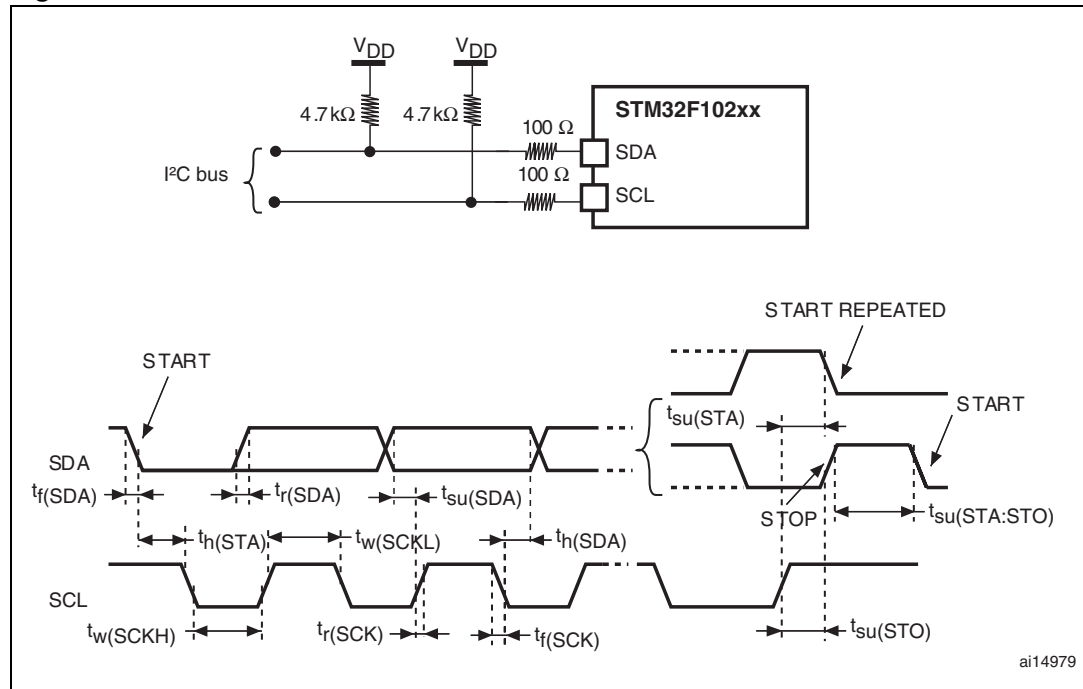 VDD VDD
4.7kΩ 4.7kΩ
STM32F102xx
100 Ω
SDA
I²C bus
100 Ω
SCL
START REPEATED
START
tsu(STA)
START
SDA
tf(SDA)
tr(SDA)
tsu(SDA)
STOP
tsu(STA:STO)
th(STA)
tw(SCKL)
th(SDA)
SCL
tw(SCKH)
tr(SCK)
tf(SCK)
tsu(STO)
ai14979